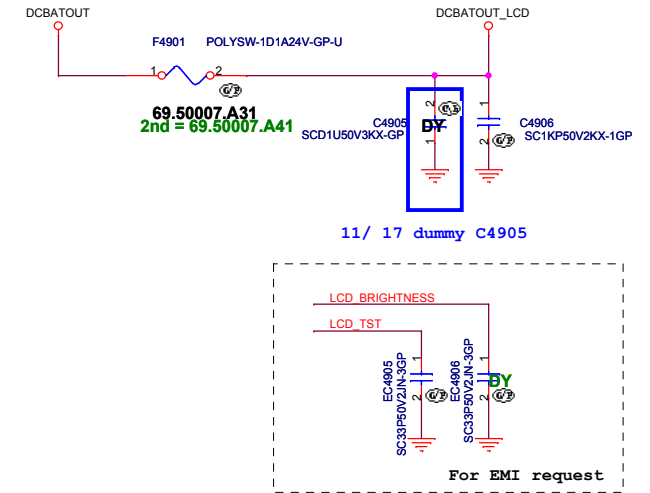 DCBATOUT
DCBATOUT_LCD
F4901 POLYSW-1D1A24V-GP-U
1 2
G/P
69.50007.A31
2nd = 69.50007.A41
C4905
SCD1U50V3KX-GP
2
DY
1
1
C4906
SC1KP50V2KX-1GP
2 G/P
11/ 17 dummy C4905
LCD_BRIGHTNESS
LCD_TST
EC4905
SC33P50V2JN-3GP
1
2 G/P
EC4906
SC33P50V2JN-3GP
1
DY
2 G/P
For EMI request